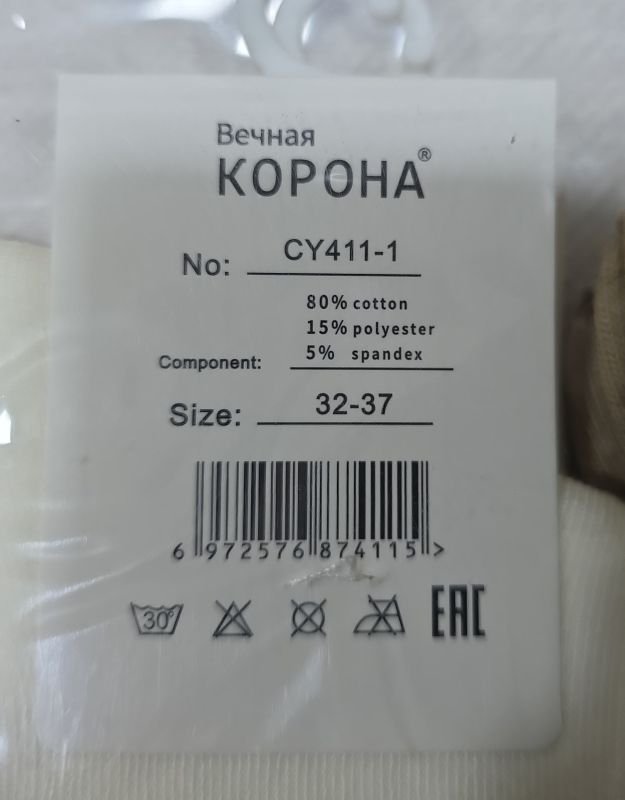 Вечная
КОРОНА®
No: CY411-1
80% cotton
15% polyester
Component: 5% spandex
Size: 32-37
6 972576 874115 >
30° EAC